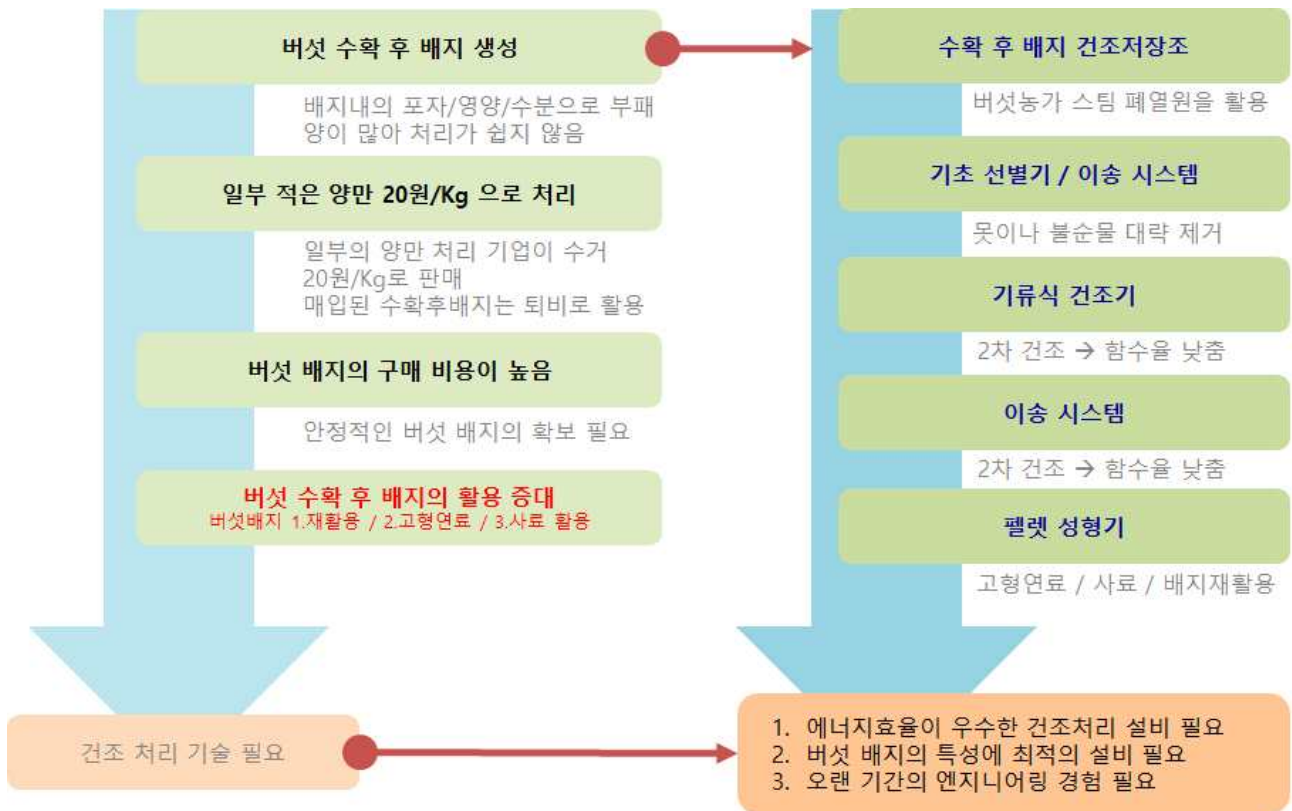 버섯 수확 후 배지 생성
배지내의 포자/영양/수분으로 부패
양이 많아 처리가 쉽지 않음
일부 적은 양만 20원/Kg 으로 처리
일부의 양만 처리 기업이 수거
20원/Kg로 판매
매입된 수확후배지는 퇴비로 활용
버섯 배지의 구매 비용이 높음
안정적인 버섯 배지의 확보 필요
버섯 수확 후 배지의 활용 증대
버섯배지 1.재활용 / 2.고형연료 / 3.사료 활용
건조 처리 기술 필요
수확 후 배지 건조저장조
버섯농가 스팀 폐열원을 활용
기초 선별기 / 이송 시스템
못이나 불순물 대략 제거
기류식 건조기
2차 건조 → 함수율 낮춤
이송 시스템
2차 건조 → 함수율 낮춤
펠렛 성형기
고형연료 / 사료 / 배지재활용
1. 에너지효율이 우수한 건조처리 설비 필요
2. 버섯 배지의 특성에 최적의 설비 필요
3. 오랜 기간의 엔지니어링 경험 필요